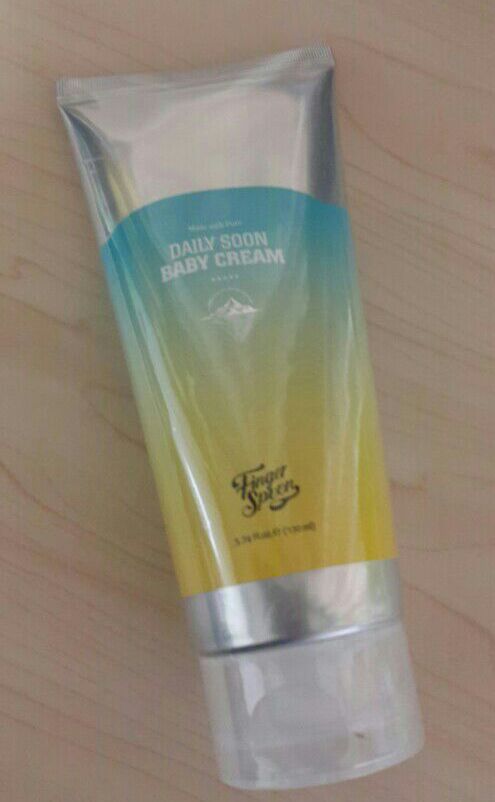 Made with Pure
DAILY SOON
BABY CREAM
Finger
Spoon